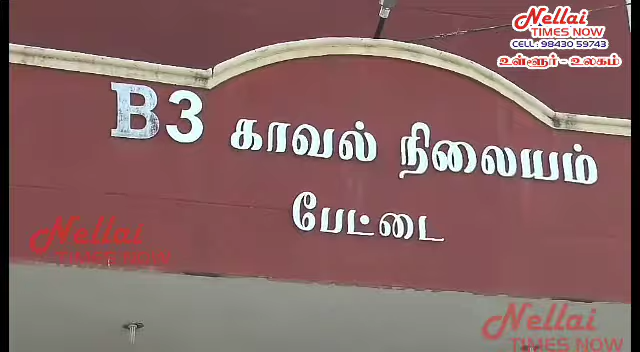 Nellai
TIMES NOW
CELL: 98430 59743
உள்ளூர் - உலகம்
B3 காவல் நிலையம்
பேட்டை
Nellai
TIMES NOW
Nellai
TIMES NOW